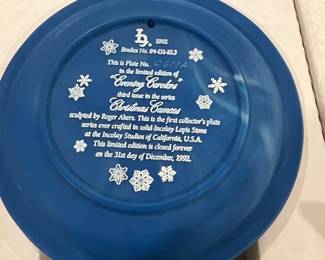 1992
Bradex No. 84-I31-10.3
This is Plate No.
in the limited edition of
Evening Carolers
third issue in the series
Christmas Cameos
sculpted by Roger Akers. This is the first collector's plate
series ever crafted in solid Incolay Lapis Stone
at the Incolay Studios of California, U.S.A.
This limited edition is closed forever
on the 31st day of December, 1992.